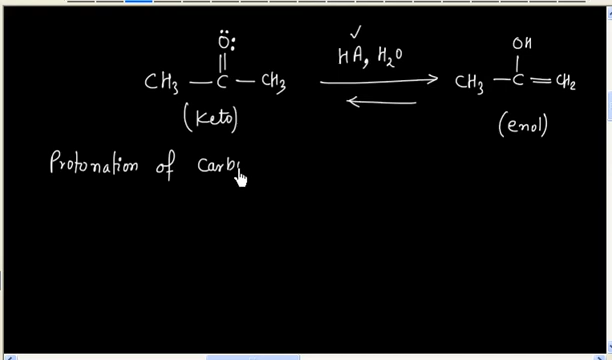 :Ö:
HA, H2O
OH
CH3 — C — CH3
CH3 — C = CH2
(Keto)
(enol)
Protonation of Carb